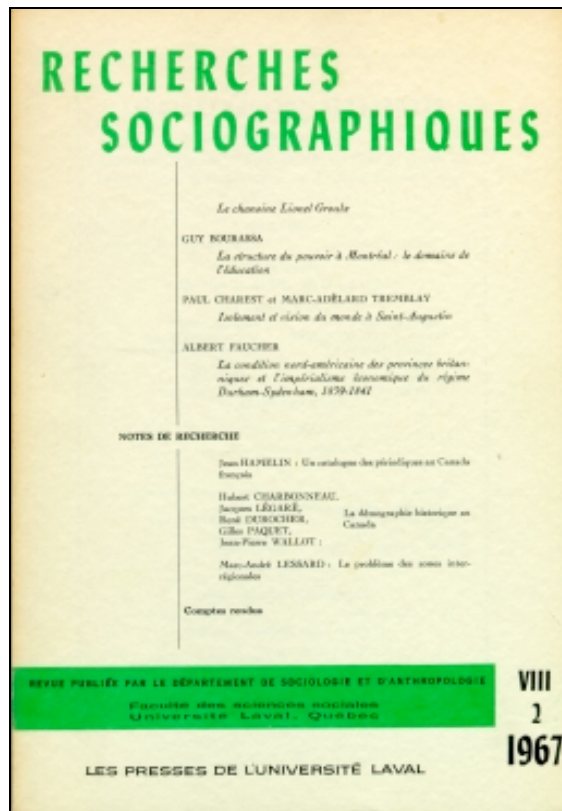 RECHERCHES
SOCIOGRAPHIQUES
Le chanoine Lionel Groulx
GUY BOURASSA
La structure du pouvoir à Montréal : le domaine de
l'éducation
PAUL CHAREST et MARC-ADÉLARD TREMBLAY
Isolement et vision du monde à Saint-Augustin
ALBERT FAUCHER
La condition nord-américaine des provinces britan-
niques et l'impérialisme économique du régime
Durham-Sydenham, 1839-1841
NOTES DE RECHERCHE
Jean HAMELIN : Un catalogue des périodiques au Canada
français
Hubert CHARBONNEAU,
Jacques LÉGARÉ,
René DUROCHER,
Gilles PAQUET,
Jean-Pierre WALLOT :
La démographie historique au
Canada
Marc-André LESSARD : Le problème des zones inter-
régionales
Comptes rendus
REVUE PUBLIÉE PAR LE DÉPARTEMENT DE SOCIOLOGIE ET D'ANTHROPOLOGIE
Faculté des sciences sociales
Université Laval, Québec
VIII
2
1967
LES PRESSES DE L'UNIVERSITÉ LAVAL